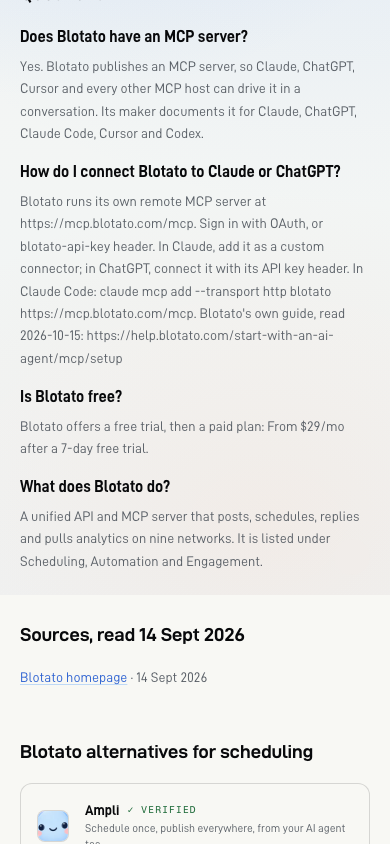 Does Blotato have an MCP server?
Yes. Blotato publishes an MCP server, so Claude, ChatGPT,
Cursor and every other MCP host can drive it in a
conversation. Its maker documents it for Claude, ChatGPT,
Claude Code, Cursor and Codex.
How do I connect Blotato to Claude or ChatGPT?
Blotato runs its own remote MCP server at
https://mcp.blotato.com/mcp. Sign in with OAuth, or
blotato-api-key header. In Claude, add it as a custom
connector; in ChatGPT, connect it with its API key header. In
Claude Code: claude mcp add --transport http blotato
https://mcp.blotato.com/mcp. Blotato's own guide, read
2026-10-15: https://help.blotato.com/start-with-an-ai-
agent/mcp/setup
Is Blotato free?
Blotato offers a free trial, then a paid plan: From $29/mo
after a 7-day free trial.
What does Blotato do?
A unified API and MCP server that posts, schedules, replies
and pulls analytics on nine networks. It is listed under
Scheduling, Automation and Engagement.
Sources, read 14 Sept 2026
Blotato homepage · 14 Sept 2026
Blotato alternatives for scheduling
Ampli ✓ VERIFIED
Schedule once, publish everywhere, from your AI agent